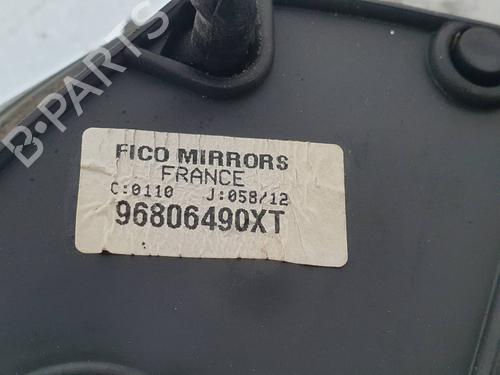 B-PARTS
FICO MIRRORS
FRANCE
C:0110 J:058/12
96806490XT